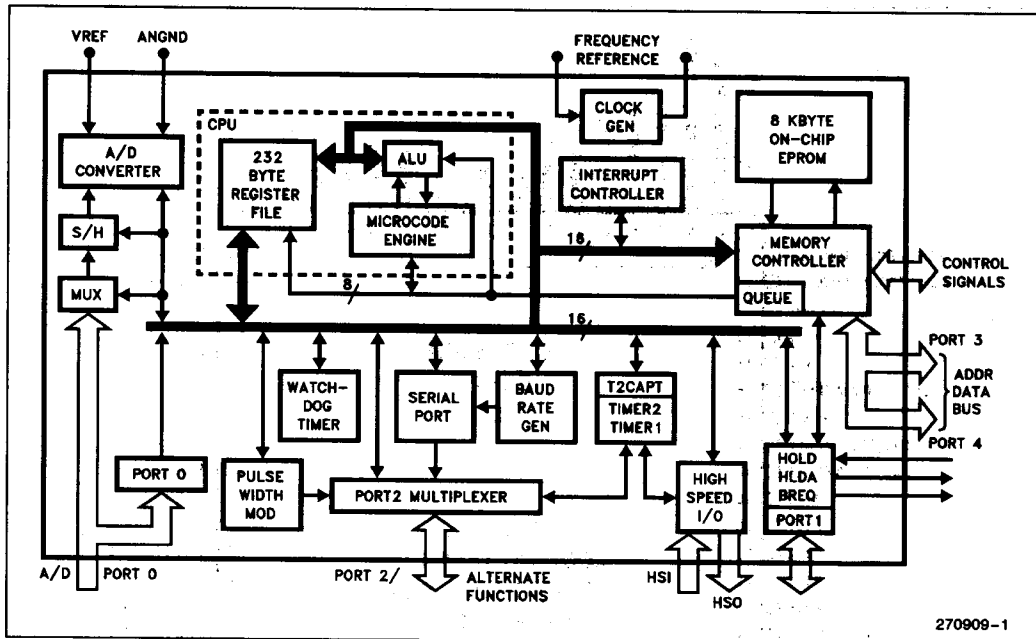 VREF ANGND
FREQUENCY
REFERENCE
CPU
A/D
CONVERTER
S/H
MUX
232
BYTE
REGISTER
FILE
ALU
MICROCODE
ENGINE
CLOCK
GEN
INTERRUPT
CONTROLLER
8 KBYTE
ON-CHIP
EPROM
16
MEMORY
CONTROLLER
QUEUE
CONTROL
SIGNALS
8
16
PORT 3
ADDR
DATA
BUS
PORT 4
WATCH-
DOG
TIMER
SERIAL
PORT
BAUD
RATE
GEN
T2CAPT
TIMER2
TIMER1
PORT 0
PULSE
WIDTH
MOD
PORT2 MULTIPLEXER
HIGH
SPEED
I/O
HOLD
HLDA
BREQ
PORT1
A/D PORT 0
PORT 2/ ALTERNATE
FUNCTIONS
HSI
HSO
270909-1